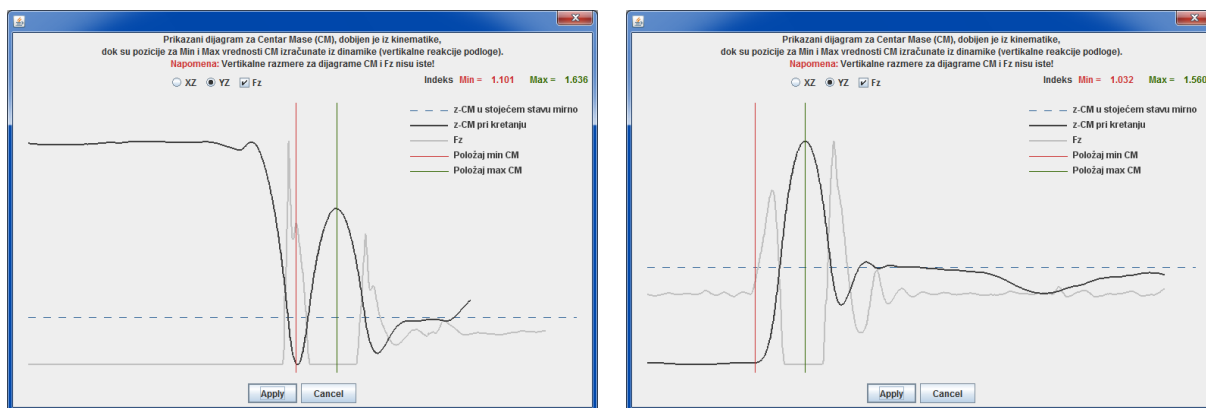 Prikazani dijagram za Centar Mase (CM), dobijen je iz kinematike,
dok su pozicije za Min i Max vrednosti CM izračunate iz dinamike (vertikalne reakcije podloge).
Napomena: Vertikalne razmere za dijagrame CM i Fz nisu iste!
XZ YZ Fz
Indeks Min = 1.101 Max = 1.636
z-CM u stojećem stavu mirno
z-CM pri kretanju
Fz
Položaj min CM
Položaj max CM
Apply Cancel
Prikazani dijagram za Centar Mase (CM), dobijen je iz kinematike,
dok su pozicije za Min i Max vrednosti CM izračunate iz dinamike (vertikalne reakcije podloge).
Napomena: Vertikalne razmere za dijagrame CM i Fz nisu iste!
XZ YZ Fz
Indeks Min = 1.032 Max = 1.560
z-CM u stojećem stavu mirno
z-CM pri kretanju
Fz
Položaj min CM
Položaj max CM
Apply Cancel